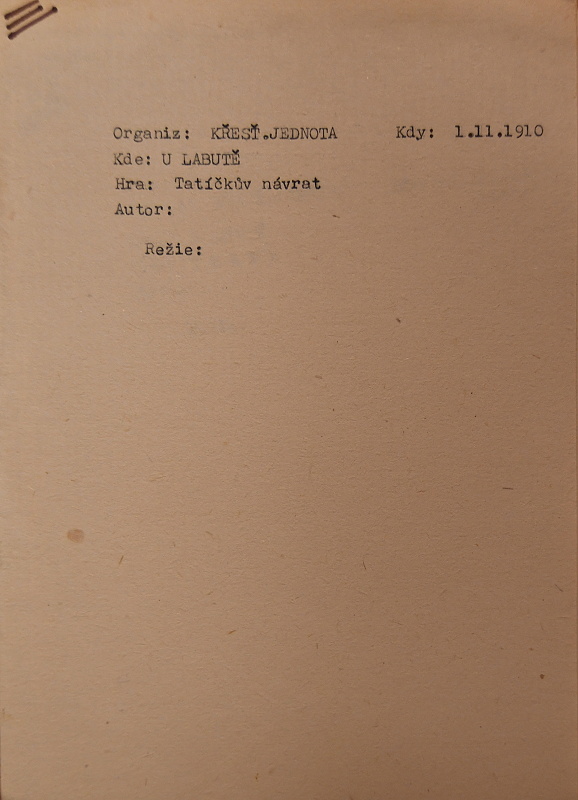 Organiz: KŘESŤ.JEDNOTA Kdy: 1.11.1910
Kde: U LABUTĚ
Hra: Tatíčkův návrat
Autor:
Režie: